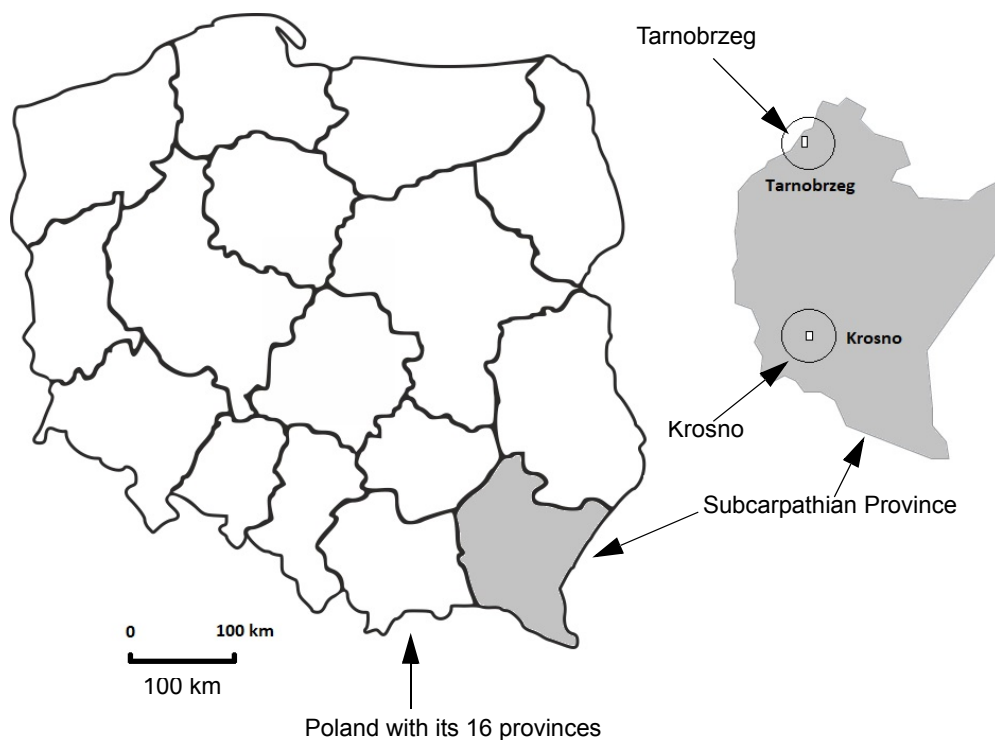 Tarnobrzeg
Tarnobrzeg
Krosno
Krosno
Subcarpathian Province
0 100 km
100 km
Poland with its 16 provinces